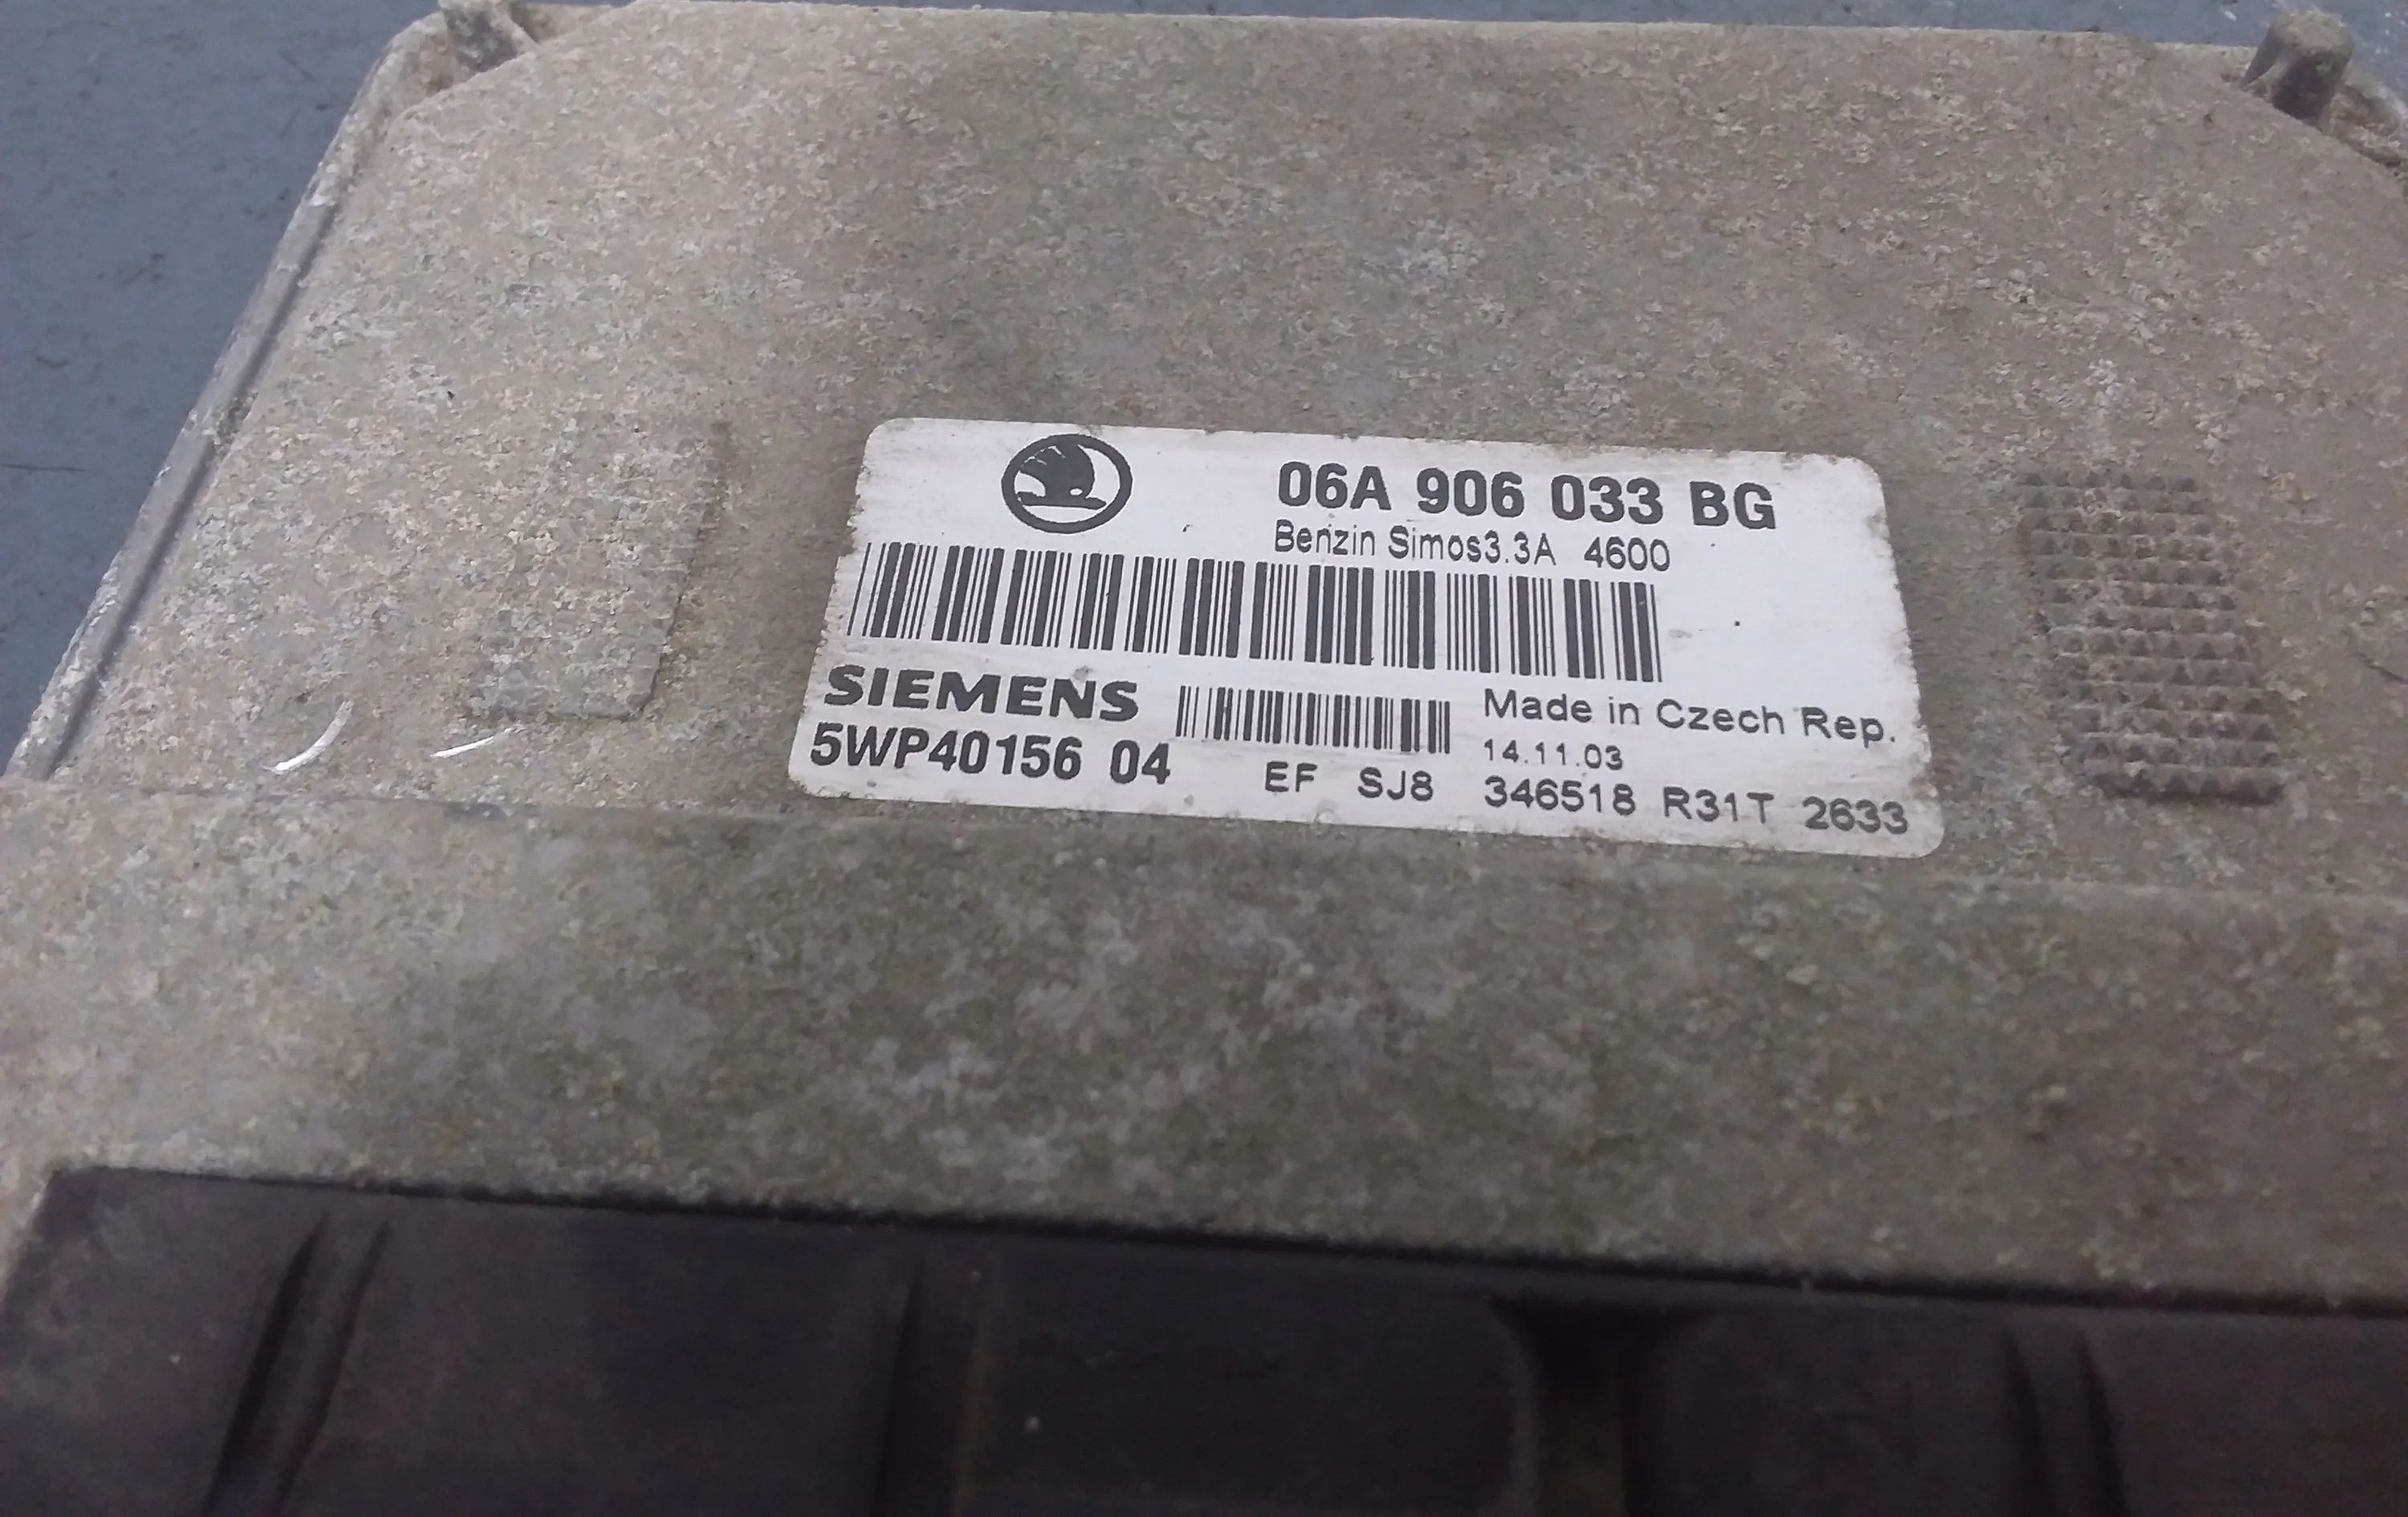 06A 906 033 BG
Benzin Simos3.3A 4600
SIEMENS
Made in Czech Rep.
5WP40156 04
14.11.03
EF SJ8 346518 R31T 2633